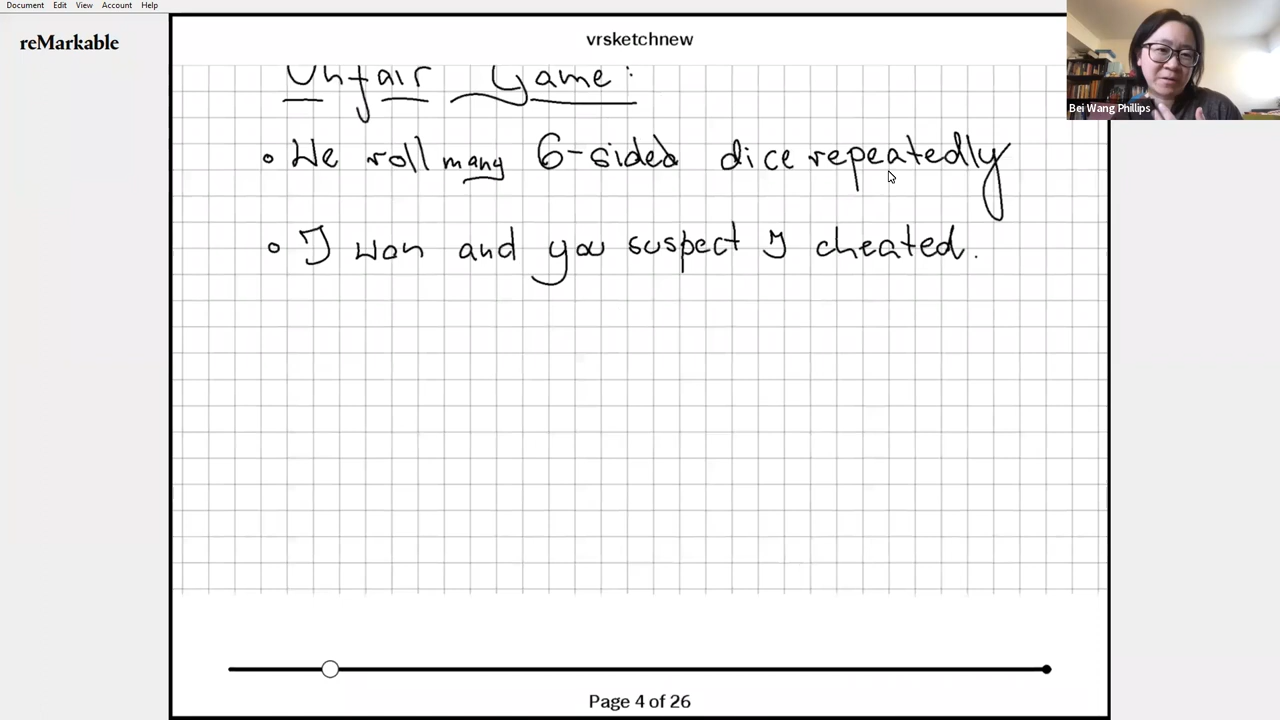 Document Edit View Account Help
reMarkable
vrsketchnew
Bei Wang Phillips
Unfair Game:
• We roll many 6-sided dice repeatedly
• I won and you suspect I cheated.
Page 4 of 26